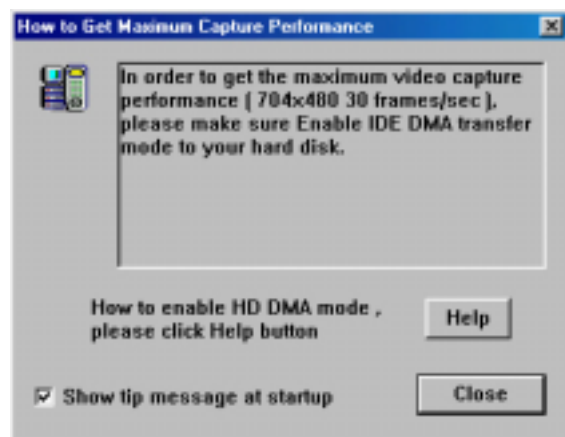 How to Get Maximum Capture Performance
In order to get the maximum video capture
performance ( 704x480 30 frames/sec ),
please make sure Enable IDE DMA transfer
mode to your hard disk.
How to enable HD DMA mode ,
please click Help button
Help
Show tip message at startup
Close